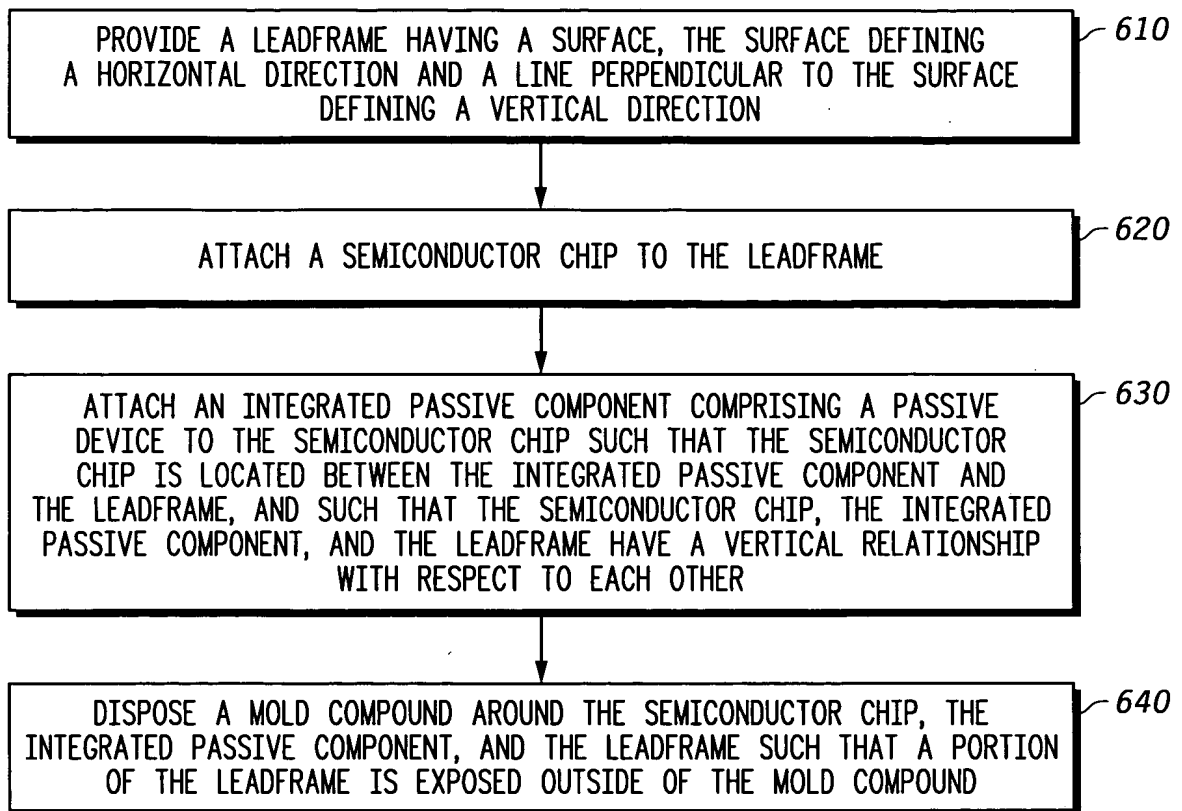 PROVIDE A LEADFRAME HAVING A SURFACE, THE SURFACE DEFINING
A HORIZONTAL DIRECTION AND A LINE PERPENDICULAR TO THE SURFACE
DEFINING A VERTICAL DIRECTION
610
ATTACH A SEMICONDUCTOR CHIP TO THE LEADFRAME
620
ATTACH AN INTEGRATED PASSIVE COMPONENT COMPRISING A PASSIVE
DEVICE TO THE SEMICONDUCTOR CHIP SUCH THAT THE SEMICONDUCTOR
CHIP IS LOCATED BETWEEN THE INTEGRATED PASSIVE COMPONENT AND
THE LEADFRAME, AND SUCH THAT THE SEMICONDUCTOR CHIP, THE INTEGRATED
PASSIVE COMPONENT, AND THE LEADFRAME HAVE A VERTICAL RELATIONSHIP
WITH RESPECT TO EACH OTHER
630
DISPOSE A MOLD COMPOUND AROUND THE SEMICONDUCTOR CHIP, THE
INTEGRATED PASSIVE COMPONENT, AND THE LEADFRAME SUCH THAT A PORTION
OF THE LEADFRAME IS EXPOSED OUTSIDE OF THE MOLD COMPOUND
640